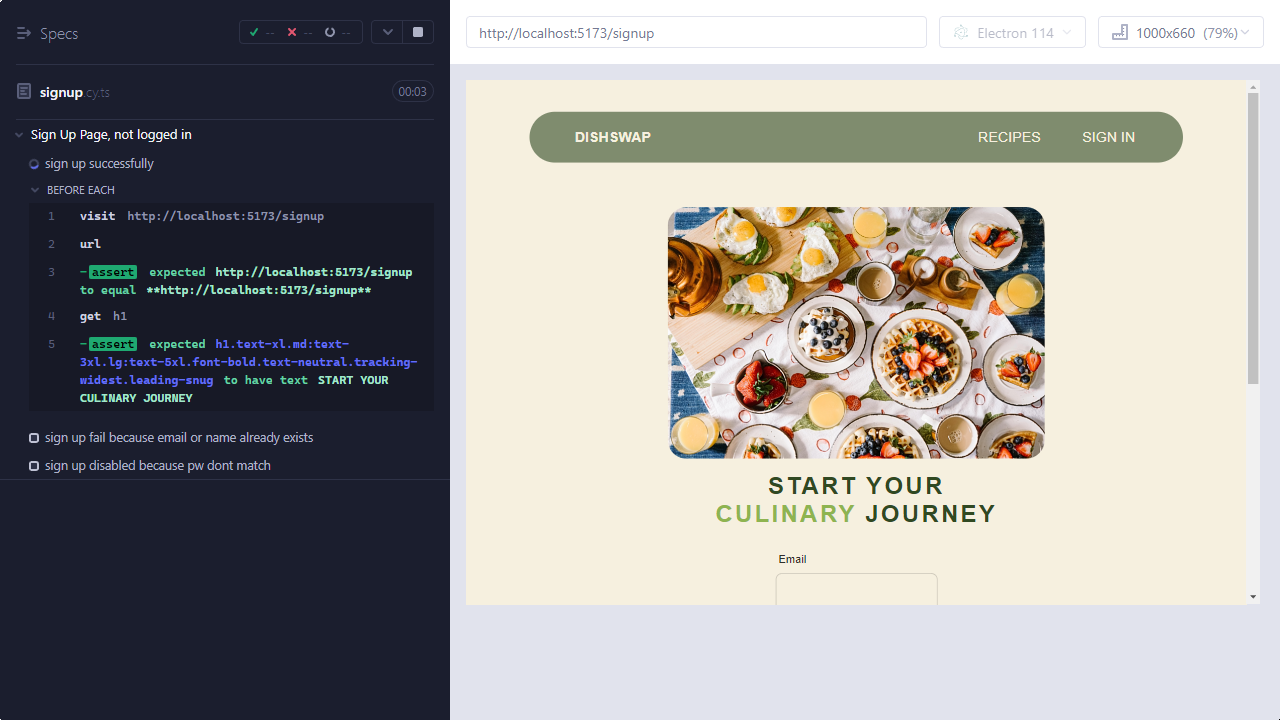 Specs
--
--
--
signup.cy.ts
00:03
Sign Up Page, not logged in
sign up successfully
BEFORE EACH
1 visit http://localhost:5173/signup
2 url
3 -assert expected http://localhost:5173/signup
to equal **http://localhost:5173/signup**
4 get h1
5 -assert expected h1.text-xl.md:text-
3xl.lg:text-5xl.font-bold.text-neutral.tracking-
widest.leading-snug to have text START YOUR
CULINARY JOURNEY
sign up fail because email or name already exists
sign up disabled because pw dont match
http://localhost:5173/signup
Electron 114
1000x660 (79%)
DISHSWAP
RECIPES
SIGN IN
START YOUR
CULINARY JOURNEY
Email